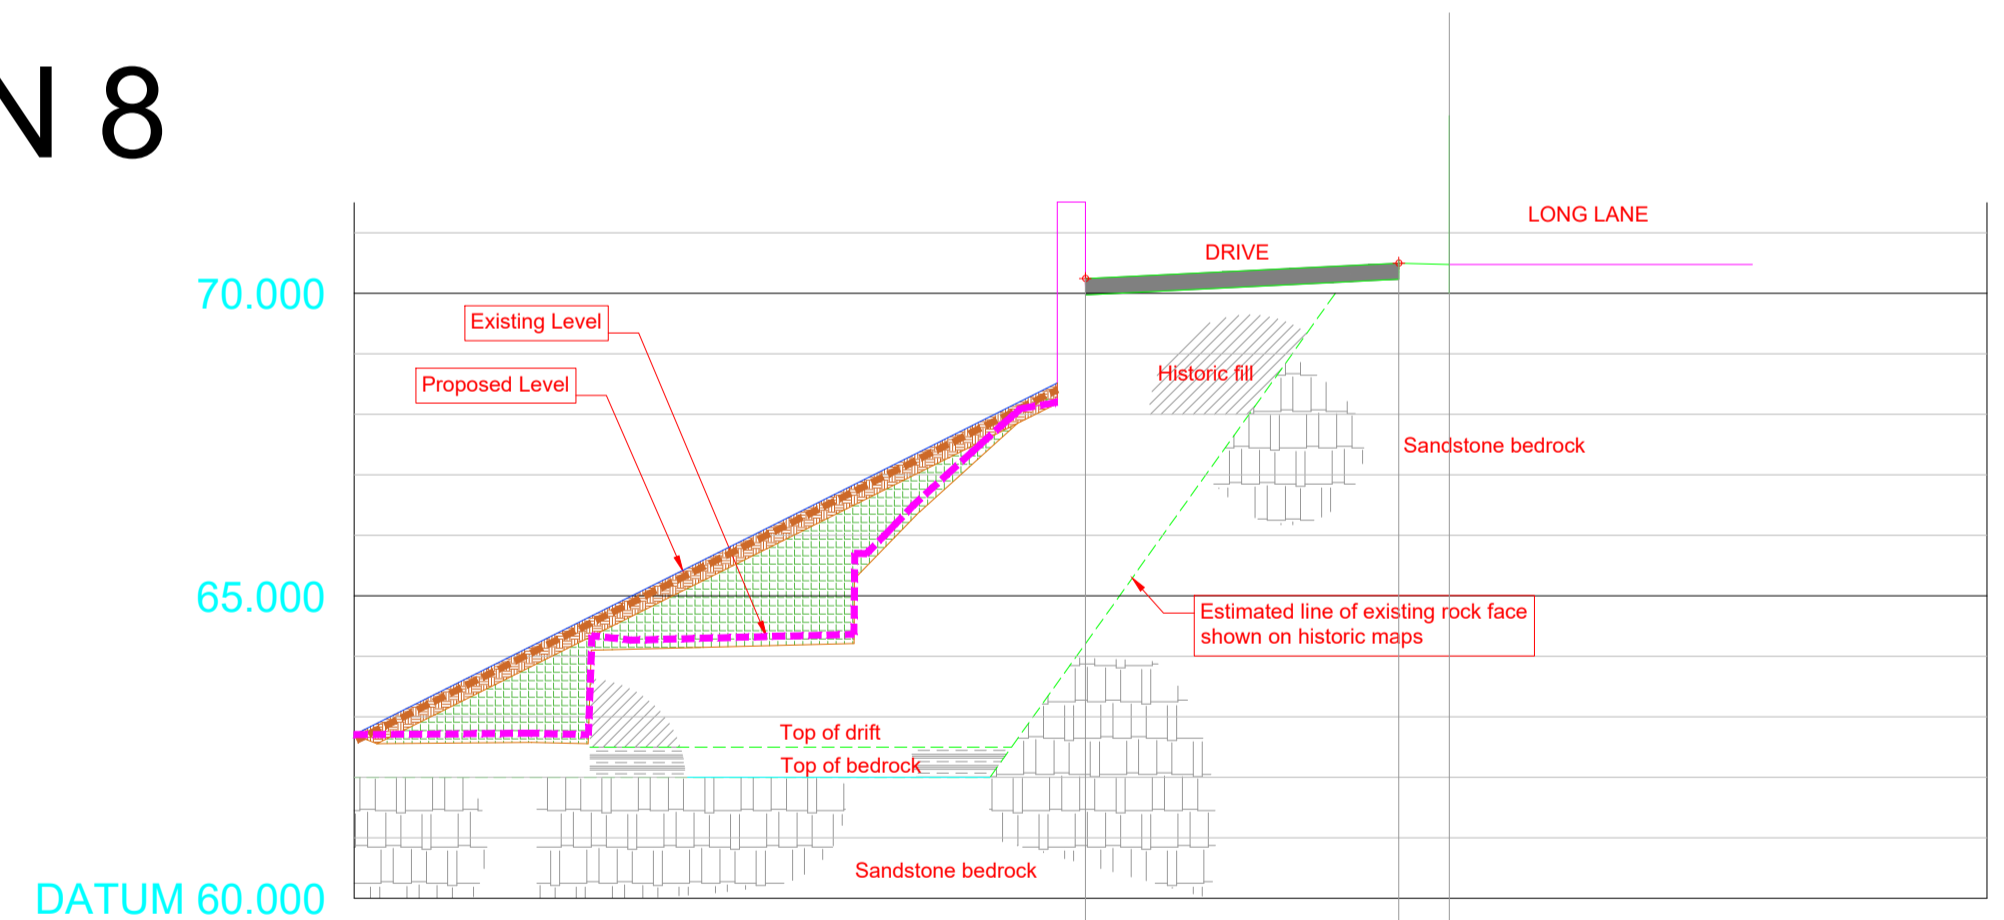 N 8
LONG LANE
DRIVE
70.000
Existing Level
Proposed Level
Historic fill
Sandstone bedrock
65.000
Estimated line of existing rock face
shown on historic maps
Top of drift
Top of bedrock
Sandstone bedrock
DATUM 60.000